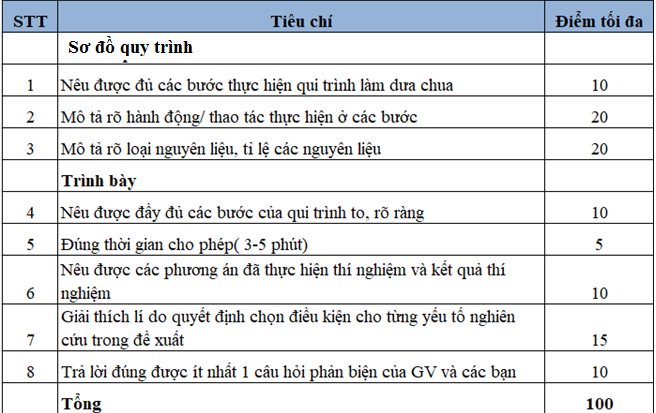 STT Tiêu chí Điểm tối đa
Sơ đồ quy trình
1 Nêu được đủ các bước thực hiện qui trình làm dưa chua 10
2 Mô tả rõ hành động/ thao tác thực hiện ở các bước 20
3 Mô tả rõ loại nguyên liệu, tỉ lệ các nguyên liệu 20
Trình bày
4 Nêu được đầy đủ các bước của qui trình to, rõ ràng 10
5 Đúng thời gian cho phép( 3-5 phút) 5
Nêu được các phương án đã thực hiện thí nghiệm và kết quả thí
6 nghiệm 10
Giải thích lí do quyết định chọn điều kiện cho từng yếu tố nghiên
7 cứu trong đề xuất 15
8 Trả lời đúng được ít nhất 1 câu hỏi phản biện của GV và các bạn 10
Tổng 100